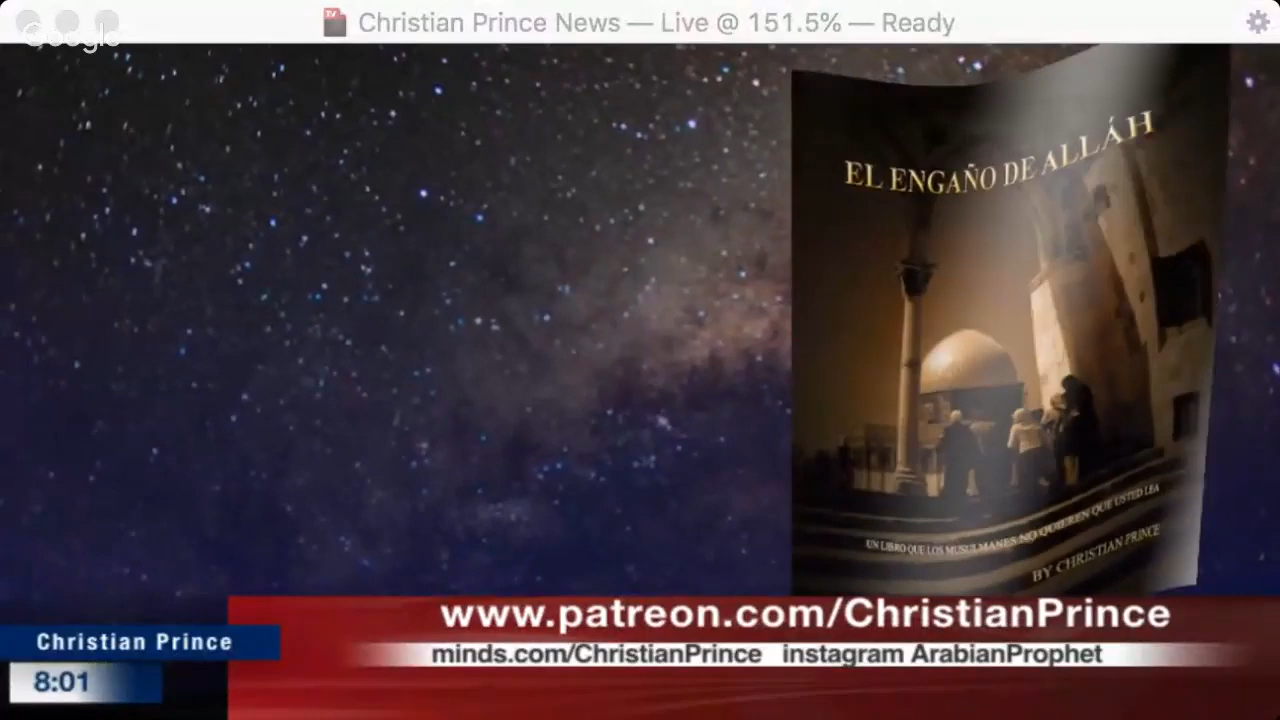 Christian Prince News — Live @ 151.5% — Ready
Google
EL ENGAÑO DE ALLÁH
UN LIBRO QUE LOS MUSULMANES NO QUIEREN QUE USTED LEA
BY CHRISTIAN PRINCE
www.patreon.com/ChristianPrince
Christian Prince
minds.com/ChristianPrince instagram ArabianProphet
8:01